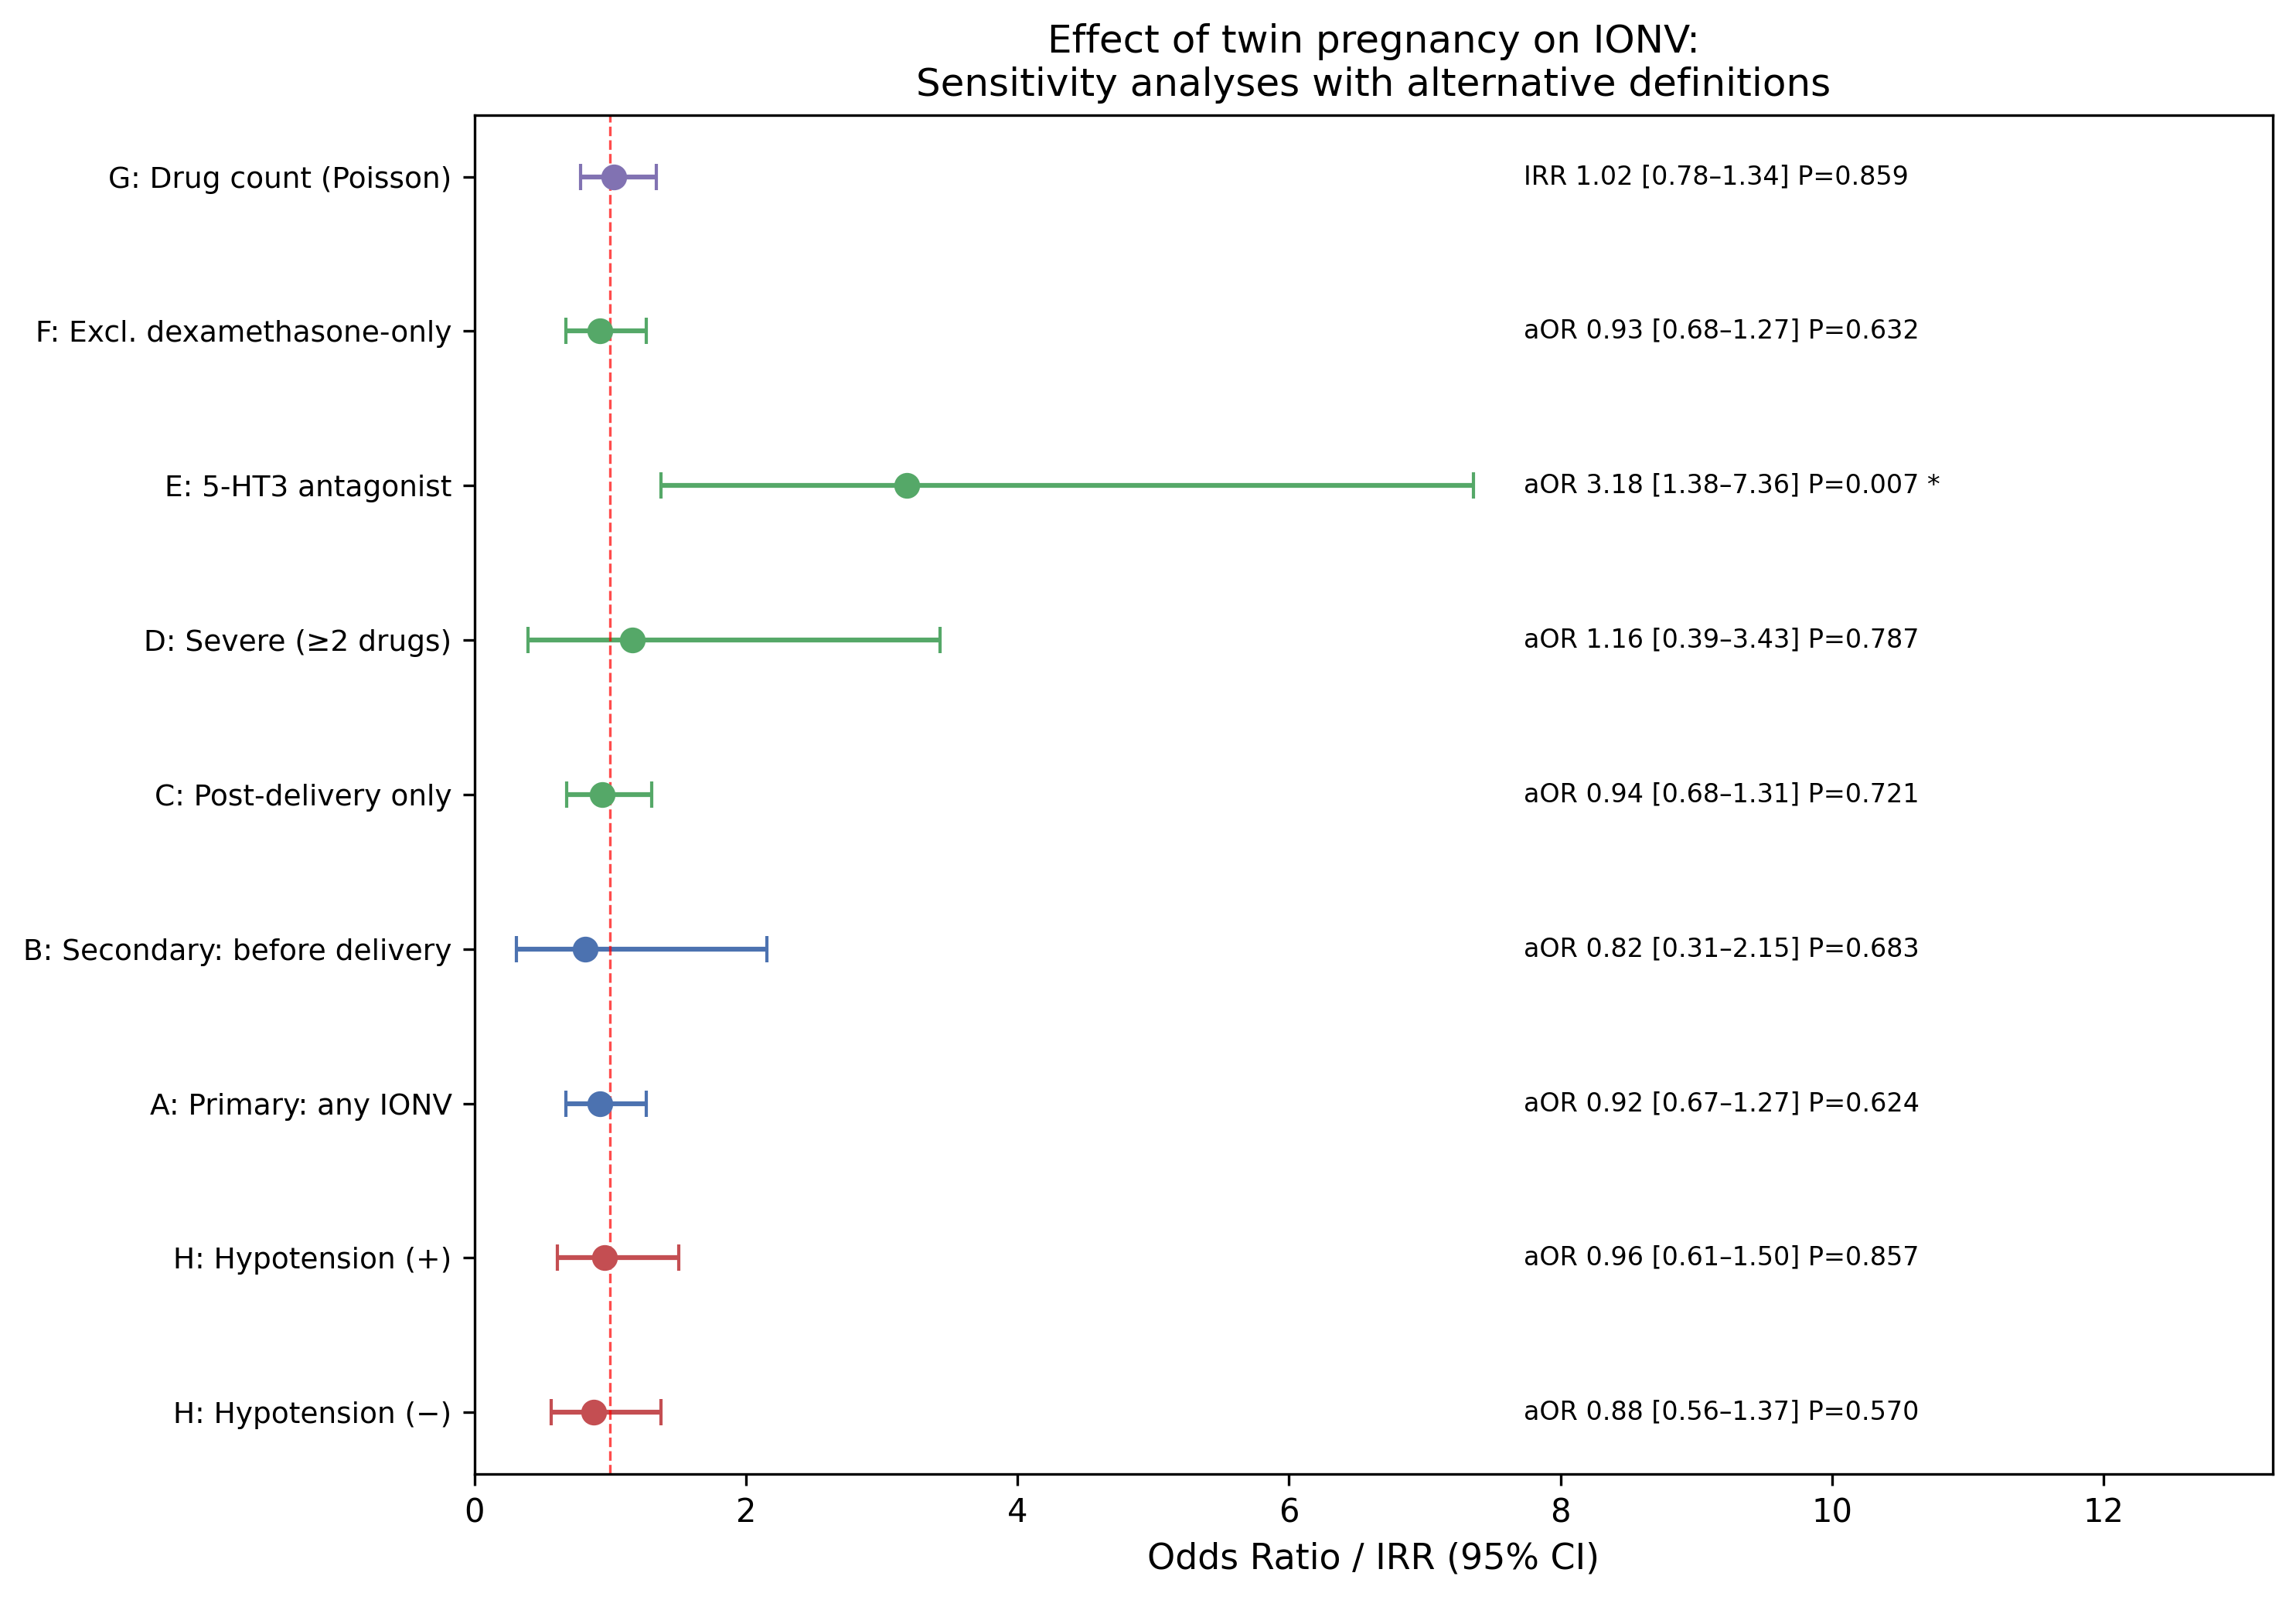 Effect of twin pregnancy on IONV:
Sensitivity analyses with alternative definitions
G: Drug count (Poisson) IRR 1.02 [0.78–1.34] P=0.859
F: Excl. dexamethasone-only aOR 0.93 [0.68–1.27] P=0.632
E: 5-HT3 antagonist aOR 3.18 [1.38–7.36] P=0.007 *
D: Severe (≥2 drugs) aOR 1.16 [0.39–3.43] P=0.787
C: Post-delivery only aOR 0.94 [0.68–1.31] P=0.721
B: Secondary: before delivery aOR 0.82 [0.31–2.15] P=0.683
A: Primary: any IONV aOR 0.92 [0.67–1.27] P=0.624
H: Hypotension (+) aOR 0.96 [0.61–1.50] P=0.857
H: Hypotension (−) aOR 0.88 [0.56–1.37] P=0.570
0 2 4 6 8 10 12
Odds Ratio / IRR (95% CI)